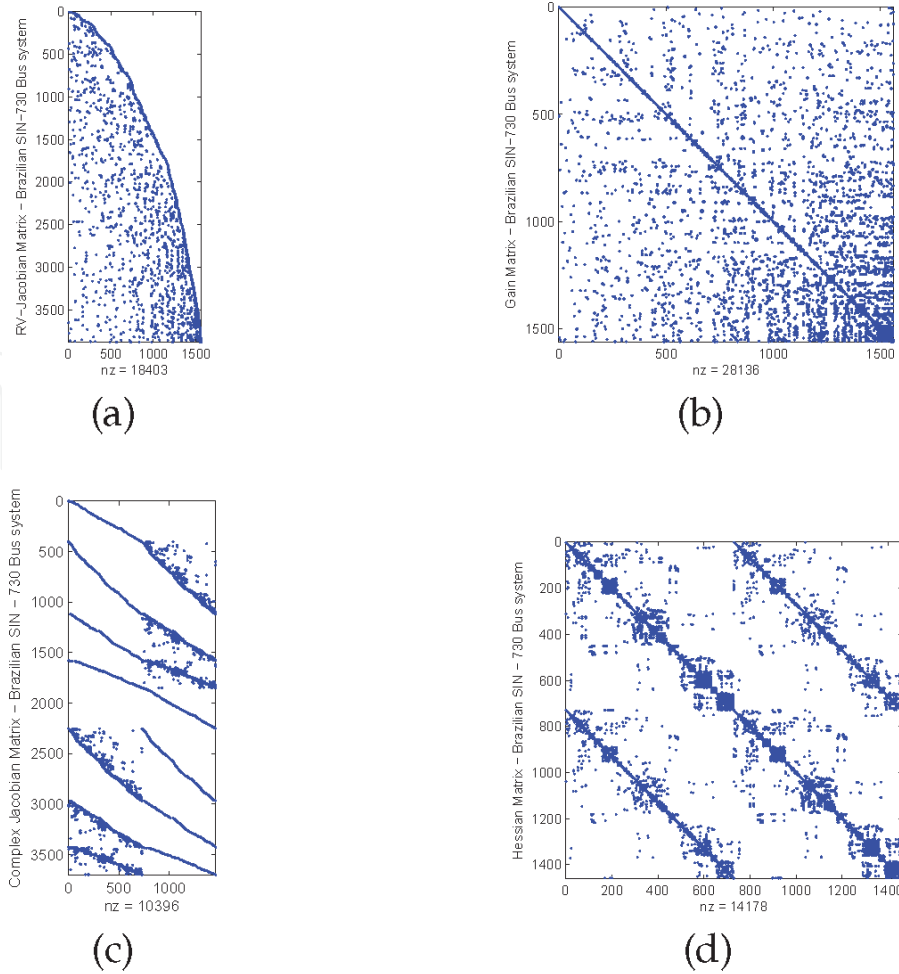 RV-Jacobian Matrix - Brazilian SIN-730 Bus system
0
500
1000
1500
2000
2500
3000
3500
0 500 1000 1500
nz = 18403
(a)
Gain Matrix - Brazilian SIN-730 Bus system
0
500
1000
1500
0 500 1000 1500
nz = 28136
(b)
Complex Jacobian Matrix - Brazilian SIN - 730 Bus system
0
500
1000
1500
2000
2500
3000
3500
0 500 1000
nz = 10396
(c)
Hessian Matrix - Brazilian SIN - 730 Bus system
0
200
400
600
800
1000
1200
1400
0 200 400 600 800 1000 1200 1400
nz = 14178
(d)